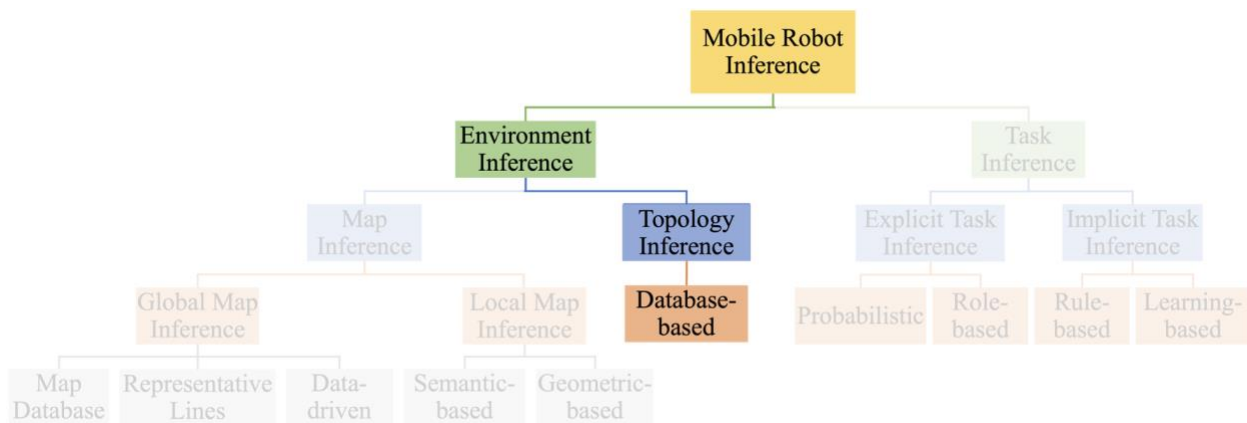 Mobile Robot
Inference
Environment
Inference
Task
Inference
Map
Inference
Topology
Inference
Explicit Task
Inference
Implicit Task
Inference
Global Map
Inference
Local Map
Inference
Database-
based
Probabilistic
Role-
based
Rule-
based
Learning-
based
Map
Database
Representative
Lines
Data-
driven
Semantic-
based
Geometric-
based